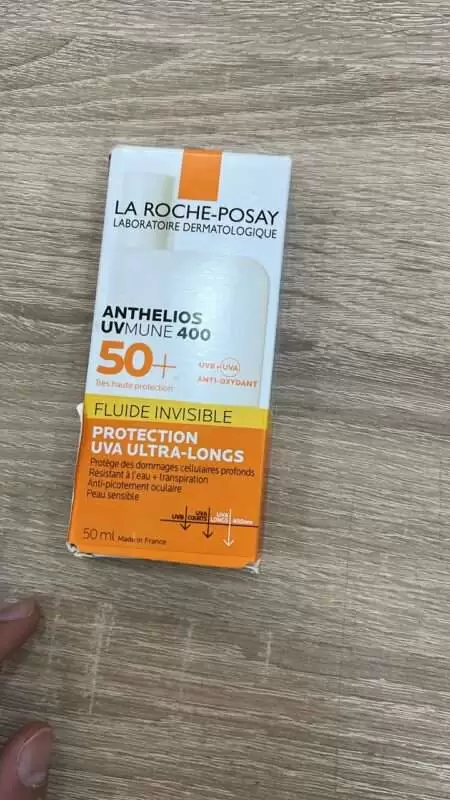 LA ROCHE-POSAY
LABORATOIRE DERMATOLOGIQUE
ANTHELIOS
UVMUNE 400
50+
Très haute protection
UVB + UVA
ANTI-OXYDANT
FLUIDE INVISIBLE
PROTECTION
UVA ULTRA-LONGS
Protège des dommages cellulaires profonds
Résistant à l'eau + transpiration
Anti-picotement oculaire
Peau sensible
UVB
UVA COURTS
UVA LONGS
400nm
50 ml Made in France